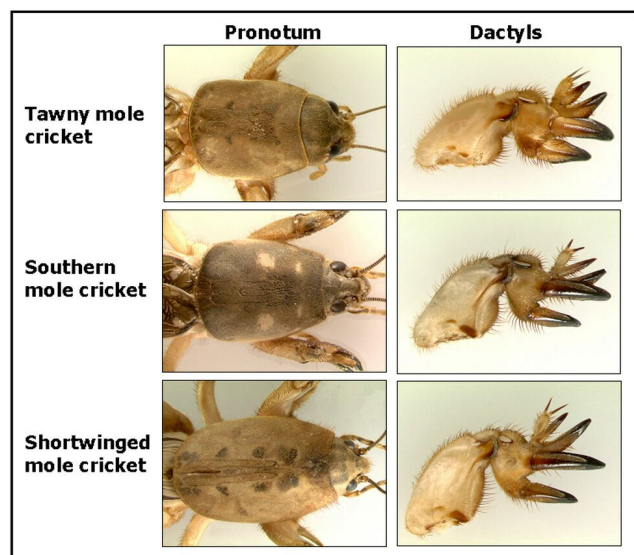 Pronotum
Dactyls
Tawny mole
cricket
Southern
mole cricket
Shortwinged
mole cricket